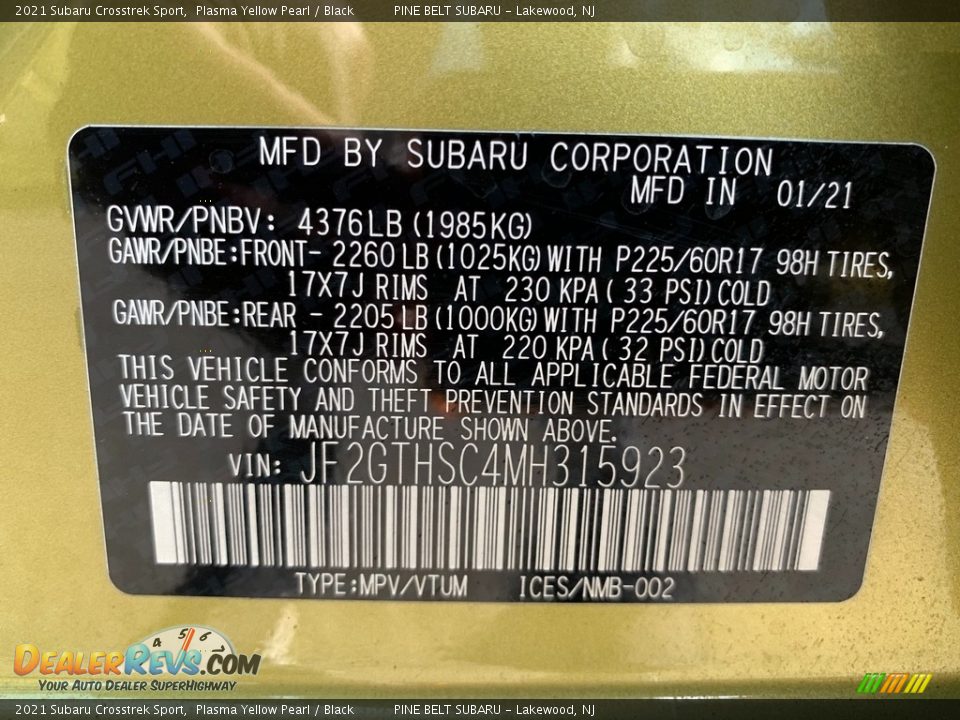 2021 Subaru Crosstrek Sport, Plasma Yellow Pearl / Black PINE BELT SUBARU - Lakewood, NJ
MFD BY SUBARU CORPORATION
MFD IN 01/21
GVWR/PNBV: 4376LB (1985KG)
GAWR/PNBE:FRONT- 2260 LB (1025KG) WITH P225/60R17 98H TIRES,
17X7J RIMS AT 230 KPA ( 33 PSI) COLD
GAWR/PNBE:REAR - 2205 LB (1000KG) WITH P225/60R17 98H TIRES,
17X7J RIMS AT 220 KPA ( 32 PSI) COLD
THIS VEHICLE CONFORMS TO ALL APPLICABLE FEDERAL MOTOR
VEHICLE SAFETY AND THEFT PREVENTION STANDARDS IN EFFECT ON
THE DATE OF MANUFACTURE SHOWN ABOVE.
VIN: JF2GTHSC4MH315923
TYPE:MPV/VTUM ICES/NMB-002
4 5 6
DEALERREVS.COM
YOUR AUTO DEALER SUPERHIGHWAY
2021 Subaru Crosstrek Sport, Plasma Yellow Pearl / Black PINE BELT SUBARU - Lakewood, NJ